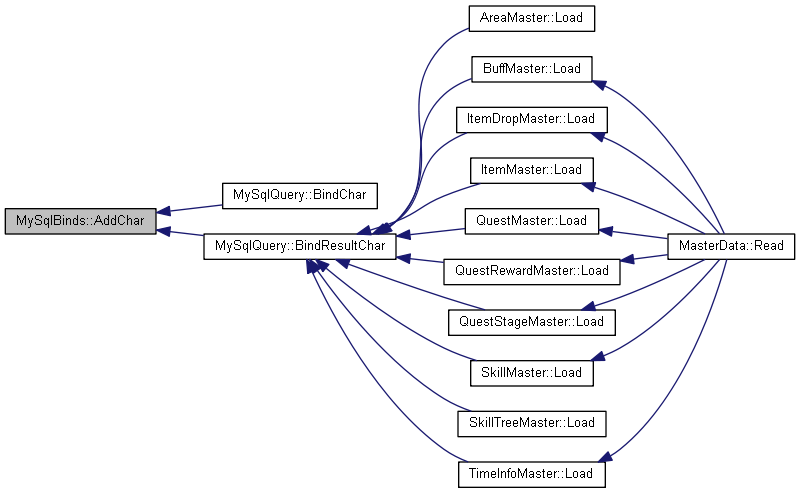 AreaMaster::Load
BuffMaster::Load
ItemDropMaster::Load
ItemMaster::Load
MySqlQuery::BindChar
MySqlBinds::AddChar
QuestMaster::Load
MySqlQuery::BindResultChar
MasterData::Read
QuestRewardMaster::Load
QuestStageMaster::Load
SkillMaster::Load
SkillTreeMaster::Load
TimeInfoMaster::Load